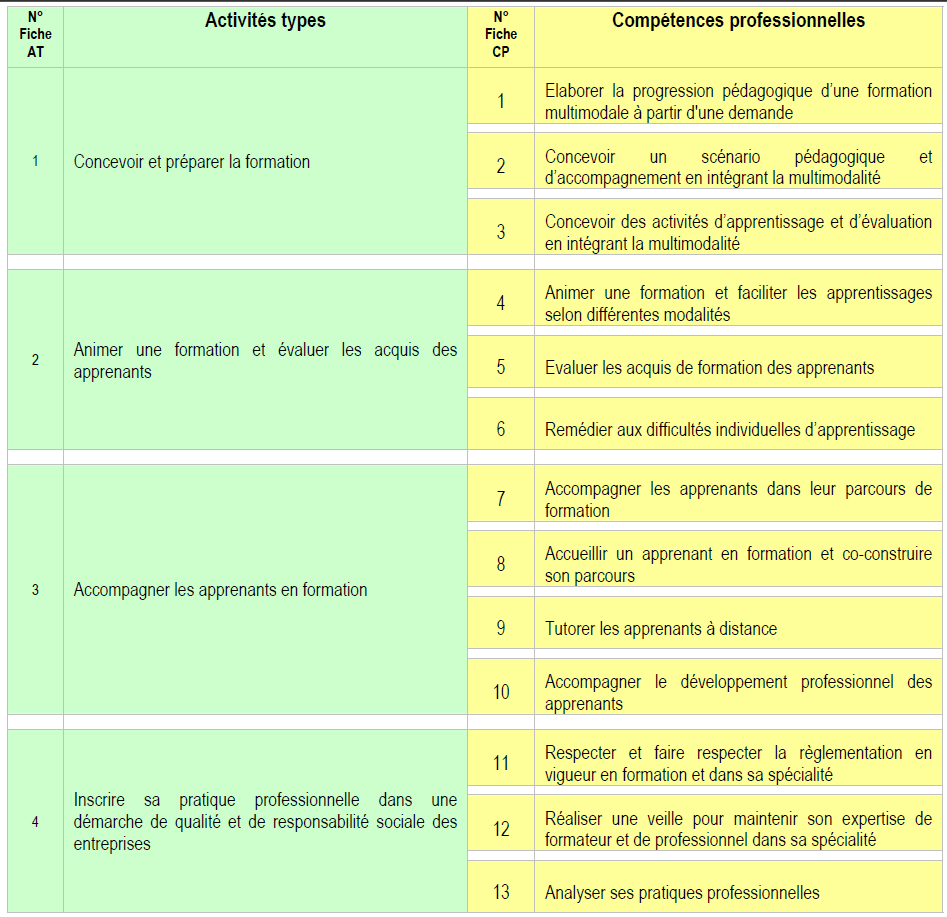 N° Fiche AT
Activités types
N° Fiche CP
Compétences professionnelles
1
Concevoir et préparer la formation
1
Elaborer la progression pédagogique d’une formation
multimodale à partir d'une demande
2
Concevoir un scénario pédagogique et
d’accompagnement en intégrant la multimodalité
3
Concevoir des activités d’apprentissage et d’évaluation
en intégrant la multimodalité
2
Animer une formation et évaluer les acquis des
apprenants
4
Animer une formation et faciliter les apprentissages
selon différentes modalités
5
Evaluer les acquis de formation des apprenants
6
Remédier aux difficultés individuelles d’apprentissage
3
Accompagner les apprenants en formation
7
Accompagner les apprenants dans leur parcours de
formation
8
Accueillir un apprenant en formation et co-construire
son parcours
9
Tutorer les apprenants à distance
10
Accompagner le développement professionnel des
apprenants
4
Inscrire sa pratique professionnelle dans une
démarche de qualité et de responsabilité sociale des
entreprises
11
Respecter et faire respecter la règlementation en
vigueur en formation et dans sa spécialité
12
Réaliser une veille pour maintenir son expertise de
formateur et de professionnel dans sa spécialité
13
Analyser ses pratiques professionnelles